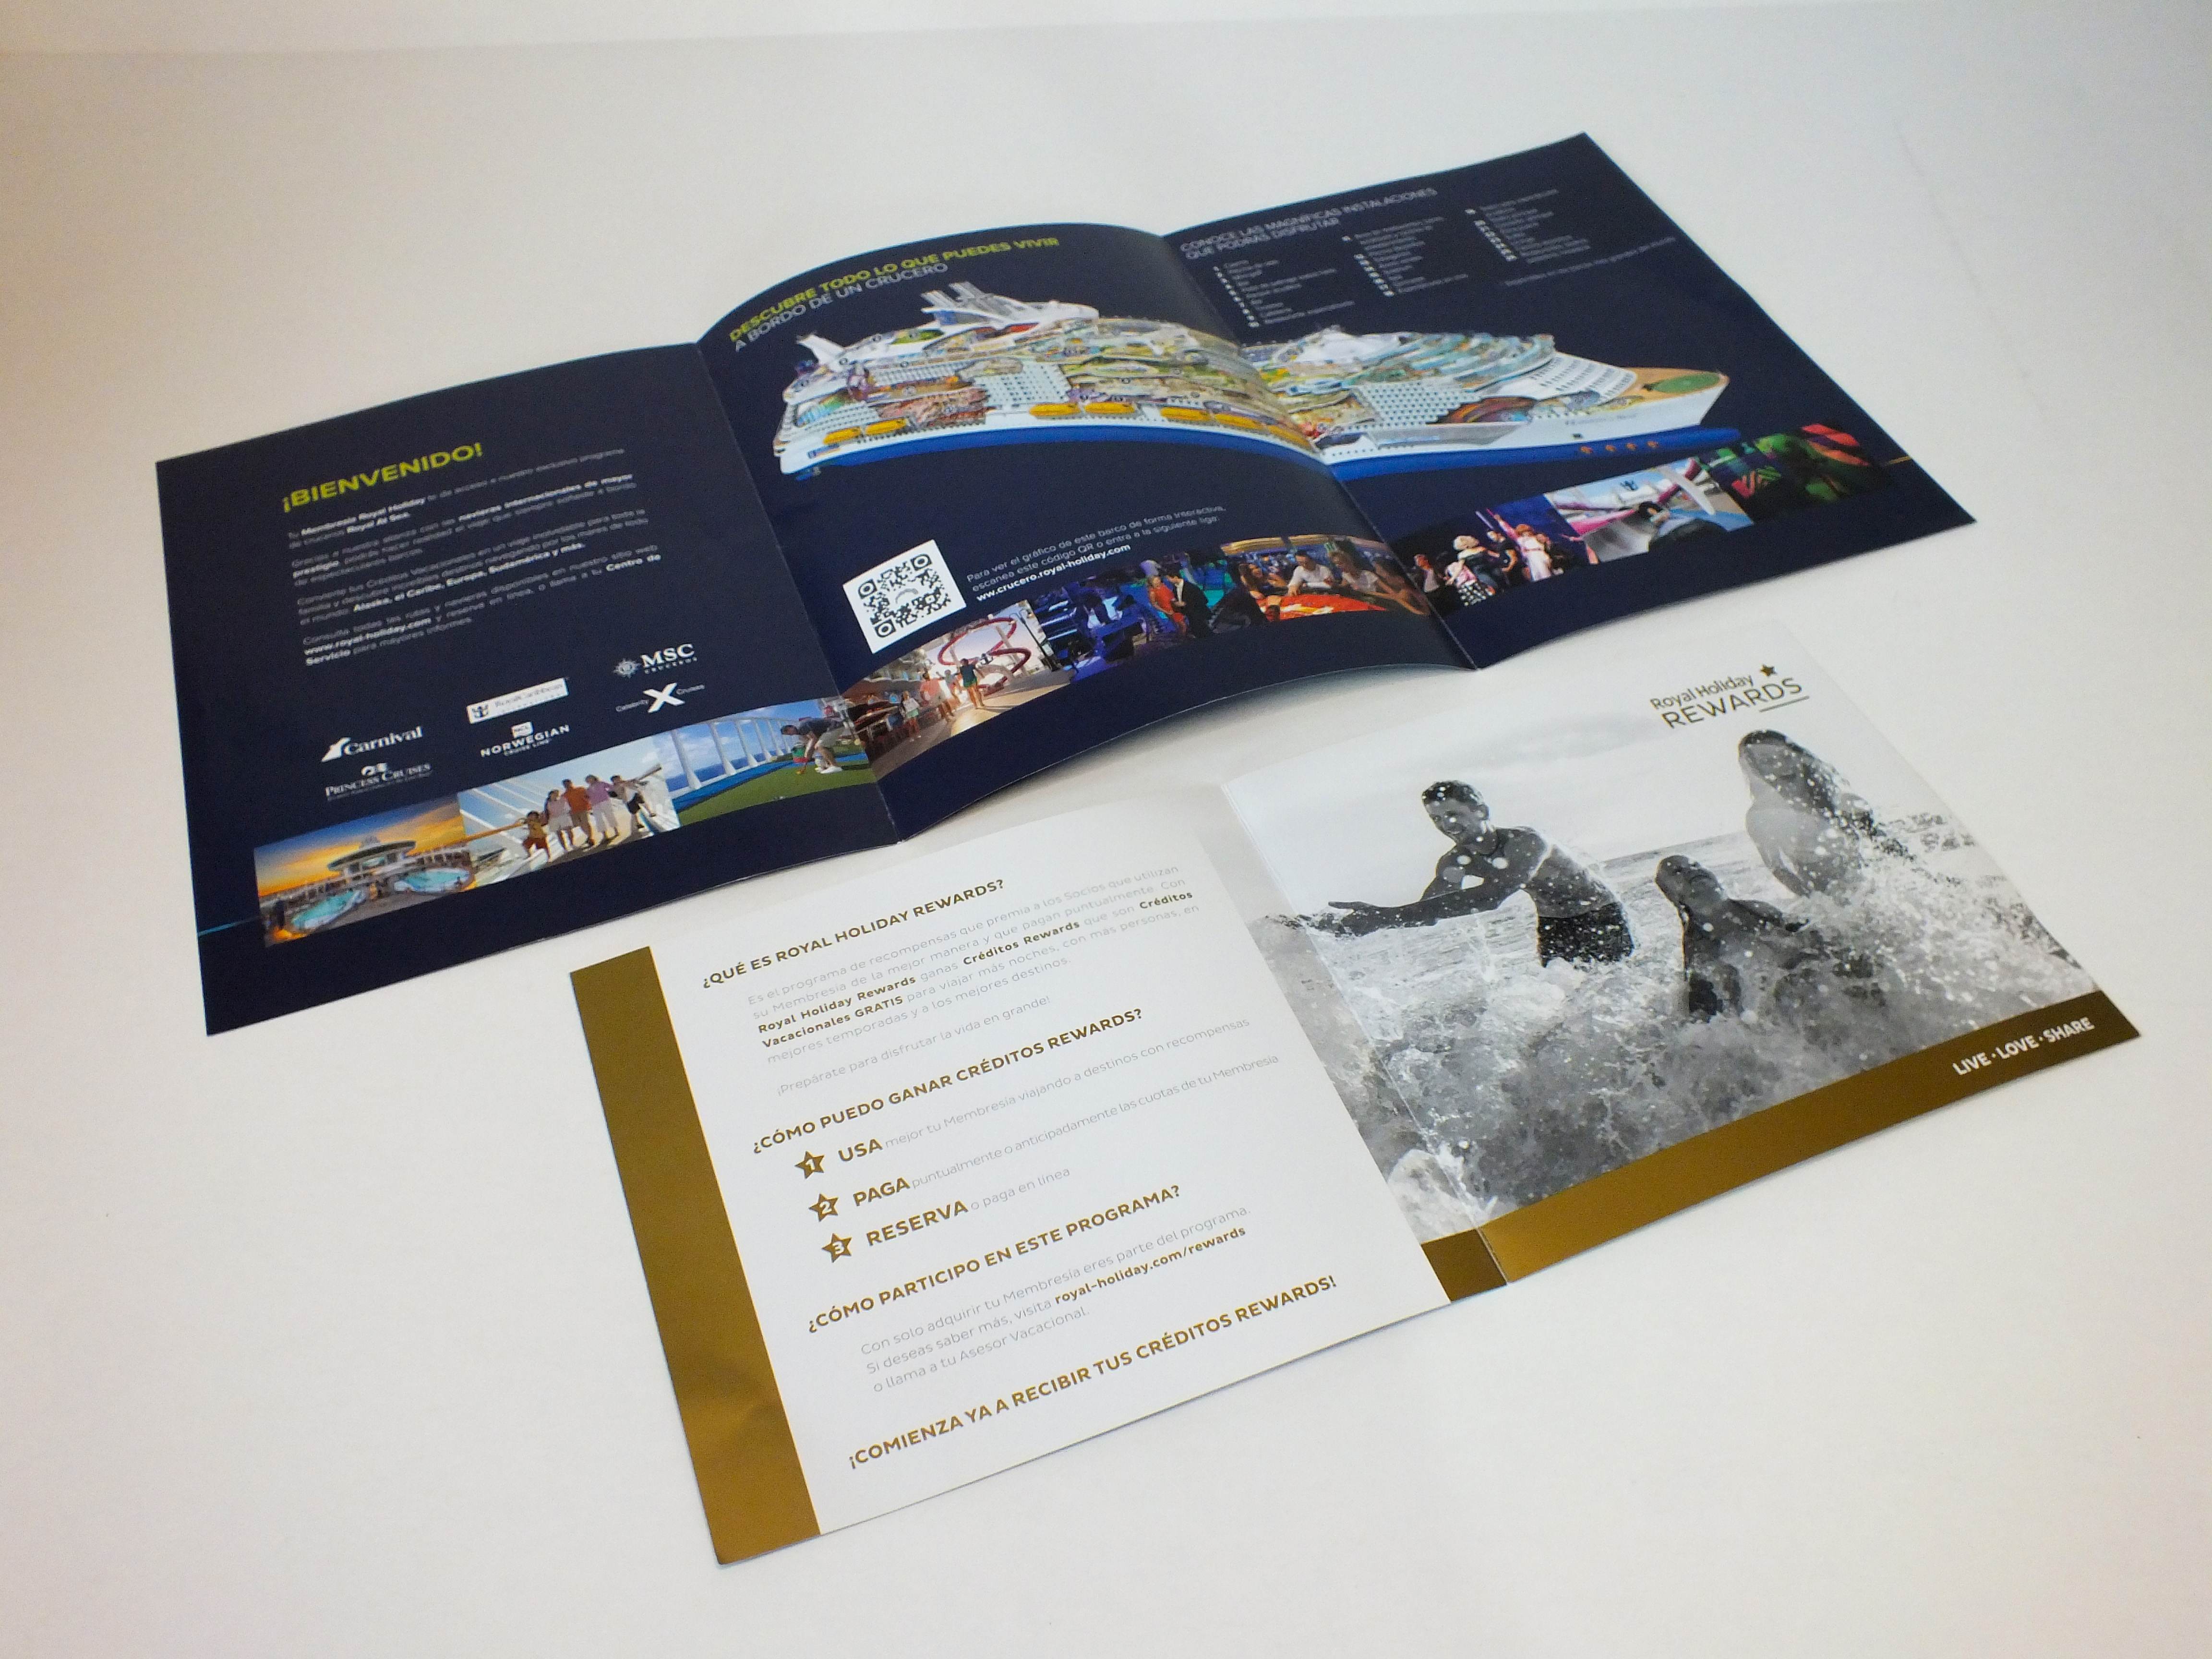 ¡BIENVENIDO!
Tu Membresía Royal Holiday te da acceso a nuestro exclusivo programa
de cruceros Royal At Sea.
Gracias a nuestra alianza con las navieras internacionales de mayor
prestigio, podrás hacer realidad el viaje que siempre soñaste a bordo
de espectaculares barcos.
Convierte tus Créditos Vacacionales en un viaje inolvidable para toda la
familia y descubre increíbles destinos navegando por los mares de todo
el mundo: Alaska, el Caribe, Europa, Sudamérica y más.
Consulta todas las rutas y navieras disponibles en nuestro sitio web
www.royal-holiday.com y reserve en línea, o llama a tu Centro de
Servicio para mayores informes.
Carnival
RoyalCaribbean
MSC
CRUCEROS
PRINCESS CRUISES
NCL
NORWEGIAN
CRUISE LINE
Celebrity X Cruises
DESCUBRE TODO LO QUE PUEDES VIVIR
A BORDO DE UN CRUCERO
Para ver el gráfico de este barco de forma interactiva,
escanea este código QR o entra a la siguiente liga:
www.crucero.royal-holiday.com
CONOCE LAS MAGNÍFICAS INSTALACIONES
QUE PODRÁS DISFRUTAR
¿QUÉ ES ROYAL HOLIDAY REWARDS?
Es el programa de recompensas que premia a los Socios que utilizan
su Membresía de la mejor manera y que pagan puntualmente. Con
Royal Holiday Rewards ganas Créditos Rewards que son Créditos
Vacacionales GRATIS para viajar más noches, con más personas, en
mejores temporadas y a los mejores destinos.
¡Prepárate para disfrutar la vida en grande!
¿CÓMO PUEDO GANAR CRÉDITOS REWARDS?
1 USA mejor tu Membresía viajando a destinos con recompensas
2 PAGA puntualmente o anticipadamente las cuotas de tu Membresía
3 RESERVA o paga en línea
¿CÓMO PARTICIPO EN ESTE PROGRAMA?
Con solo adquirir tu Membresía eres parte del programa.
Si deseas saber más, visita royal-holiday.com/rewards
o llama a tu Asesor Vacacional.
¡COMIENZA YA A RECIBIR TUS CRÉDITOS REWARDS!
Royal Holiday
REWARDS
LIVE · LOVE · SHARE